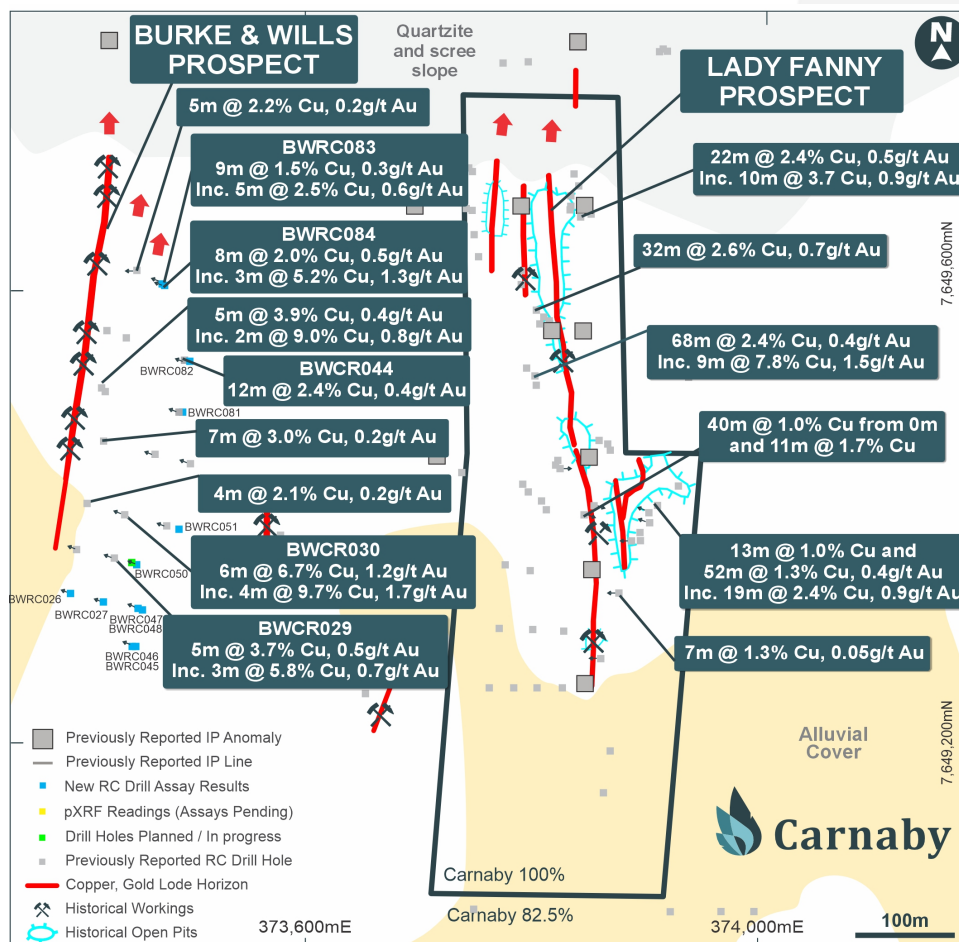 BURKE & WILLS
PROSPECT
Quartzite
and scree
slope
N
LADY FANNY
PROSPECT
5m @ 2.2% Cu, 0.2g/t Au
BWRC083
9m @ 1.5% Cu, 0.3g/t Au
Inc. 5m @ 2.5% Cu, 0.6g/t Au
22m @ 2.4% Cu, 0.5g/t Au
Inc. 10m @ 3.7 Cu, 0.9g/t Au
BWRC084
8m @ 2.0% Cu, 0.5g/t Au
Inc. 3m @ 5.2% Cu, 1.3g/t Au
32m @ 2.6% Cu, 0.7g/t Au
7,649,600mN
5m @ 3.9% Cu, 0.4g/t Au
Inc. 2m @ 9.0% Cu, 0.8g/t Au
68m @ 2.4% Cu, 0.4g/t Au
Inc. 9m @ 7.8% Cu, 1.5g/t Au
BWRC082
BWCR044
12m @ 2.4% Cu, 0.4g/t Au
BWRC081
40m @ 1.0% Cu from 0m
and 11m @ 1.7% Cu
7m @ 3.0% Cu, 0.2g/t Au
4m @ 2.1% Cu, 0.2g/t Au
BWRC051
BWCR030
6m @ 6.7% Cu, 1.2g/t Au
Inc. 4m @ 9.7% Cu, 1.7g/t Au
13m @ 1.0% Cu and
52m @ 1.3% Cu, 0.4g/t Au
Inc. 19m @ 2.4% Cu, 0.9g/t Au
BWRC050
BWRC026
BWRC027
BWRC047
BWRC048
BWCR029
5m @ 3.7% Cu, 0.5g/t Au
Inc. 3m @ 5.8% Cu, 0.7g/t Au
7m @ 1.3% Cu, 0.05g/t Au
BWRC046
BWRC045
7,649,200mN
Alluvial
Cover
Previously Reported IP Anomaly
Previously Reported IP Line
New RC Drill Assay Results
pXRF Readings (Assays Pending)
Drill Holes Planned / In progress
Previously Reported RC Drill Hole
Copper, Gold Lode Horizon
Historical Workings
Historical Open Pits
Carnaby
Carnaby 100%
Carnaby 82.5%
373,600mE
374,000mE
100m